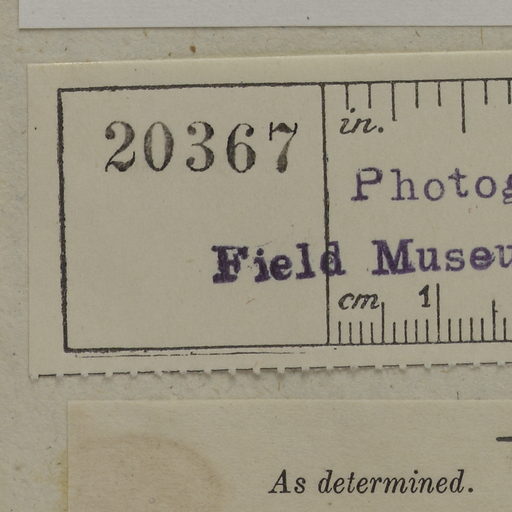 20367
in.
Photog
Field Museu
cm 1
As determined.